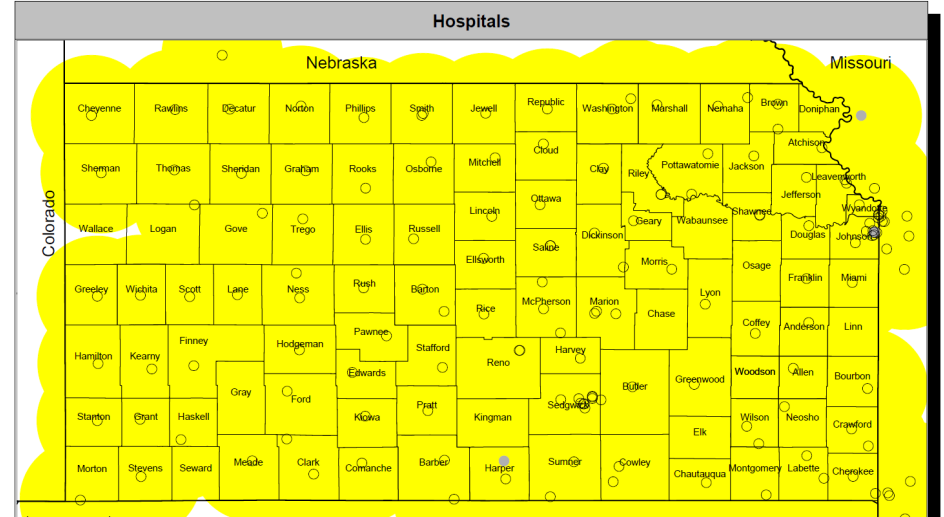 Hospitals
Nebraska
Missouri
Colorado
Cheyenne Rawlins Decatur Norton Phillips Smith Jewell Republic Washington Marshall Nemaha Brown Doniphan
Atchison
Sherman Thomas Sheridan Graham Rooks Osborne Mitchell Cloud Clay Riley Pottawatomie Jackson Jefferson Leavenworth
Wyandotte
Wallace Logan Gove Trego Ellis Russell Lincoln Ottawa Dickinson Geary Wabaunsee Shawnee Douglas Johnson
Ellsworth Saline Morris Osage
Greeley Wichita Scott Lane Ness Rush Barton Rice McPherson Marion Chase Lyon Franklin Miami
Hamilton Kearny Finney Hodgeman Pawnee Stafford Reno Harvey Coffey Anderson Linn
Gray Ford Edwards Butler Greenwood Woodson Allen Bourbon
Stanton Grant Haskell Kiowa Pratt Kingman Sedgwick Elk Wilson Neosho Crawford
Morton Stevens Seward Meade Clark Comanche Barber Harper Sumner Cowley Chautauqua Montgomery Labette Cherokee